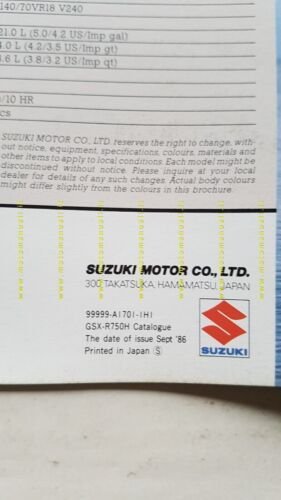 140/70VR18 V240
21.0 L (5.0/4.2 US/Imp gal)
4.0 L (4.2/3.5 US/Imp qt)
3.6 L (3.8/3.2 US/Imp qt)
/10 HR
cs
SUZUKI MOTOR CO., LTD. reserves the right to change, with-
out notice, equipment, specifications, colours, materials and
other items to apply to local conditions. Each model might be
discontinued without notice. Please inquire at your local
dealer for details of any such changes. Actual body colours
might differ slightly from the colours in this brochure.
SUZUKI MOTOR CO., LTD.
300, TAKATSUKA, HAMAMATSU, JAPAN
99999-A1701-1H1
GSX-R750H Catalogue
The date of issue Sept '86
Printed in Japan Ⓢ
SUZUKI